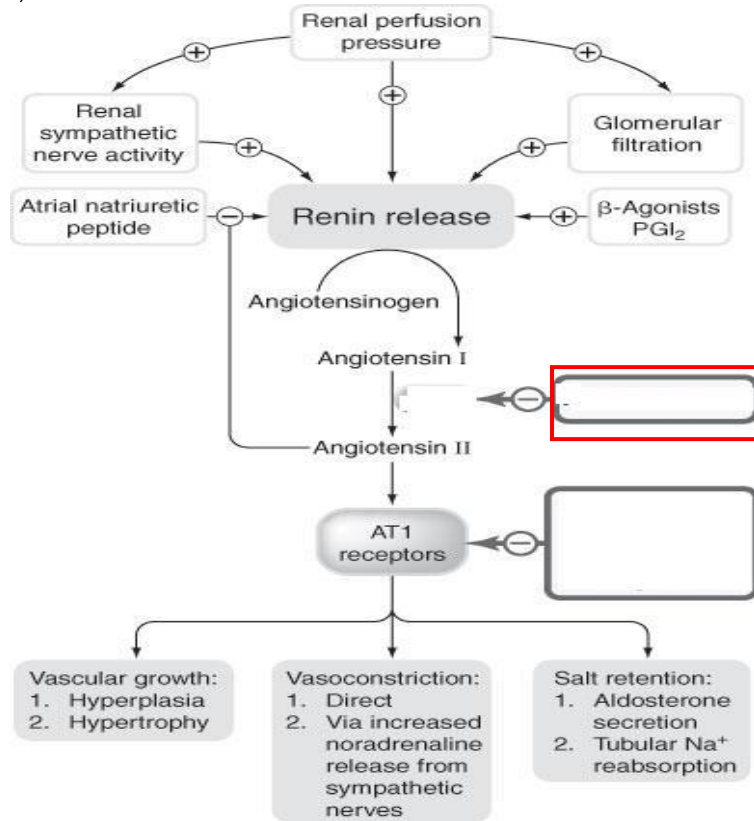 Renal perfusion
pressure
+
+
+
Renal
sympathetic
nerve activity
Glomerular
filtration
+
+
Atrial natriuretic
peptide
−
Renin release
+
β-Agonists
PGI₂
Angiotensinogen
Angiotensin I
−
Angiotensin II
AT1
receptors
−
Vascular growth:
1. Hyperplasia
2. Hypertrophy
Vasoconstriction:
1. Direct
2. Via increased
noradrenaline
release from
sympathetic
nerves
Salt retention:
1. Aldosterone
secretion
2. Tubular Na⁺
reabsorption